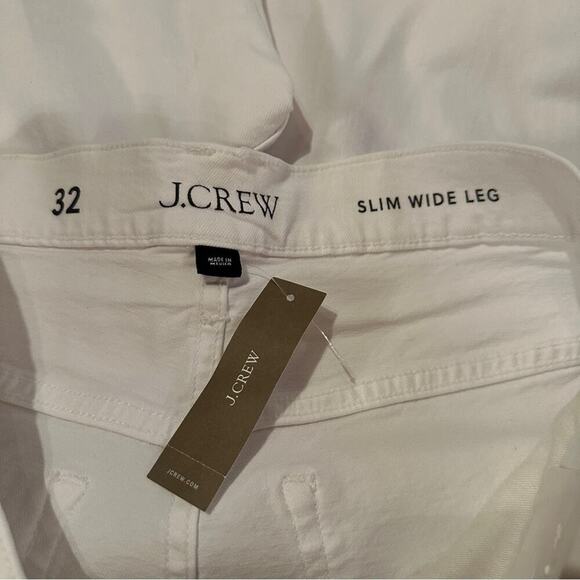 32
J.CREW
SLIM WIDE LEG
MADE IN
MEXICO
J.CREW
JCREW.COM